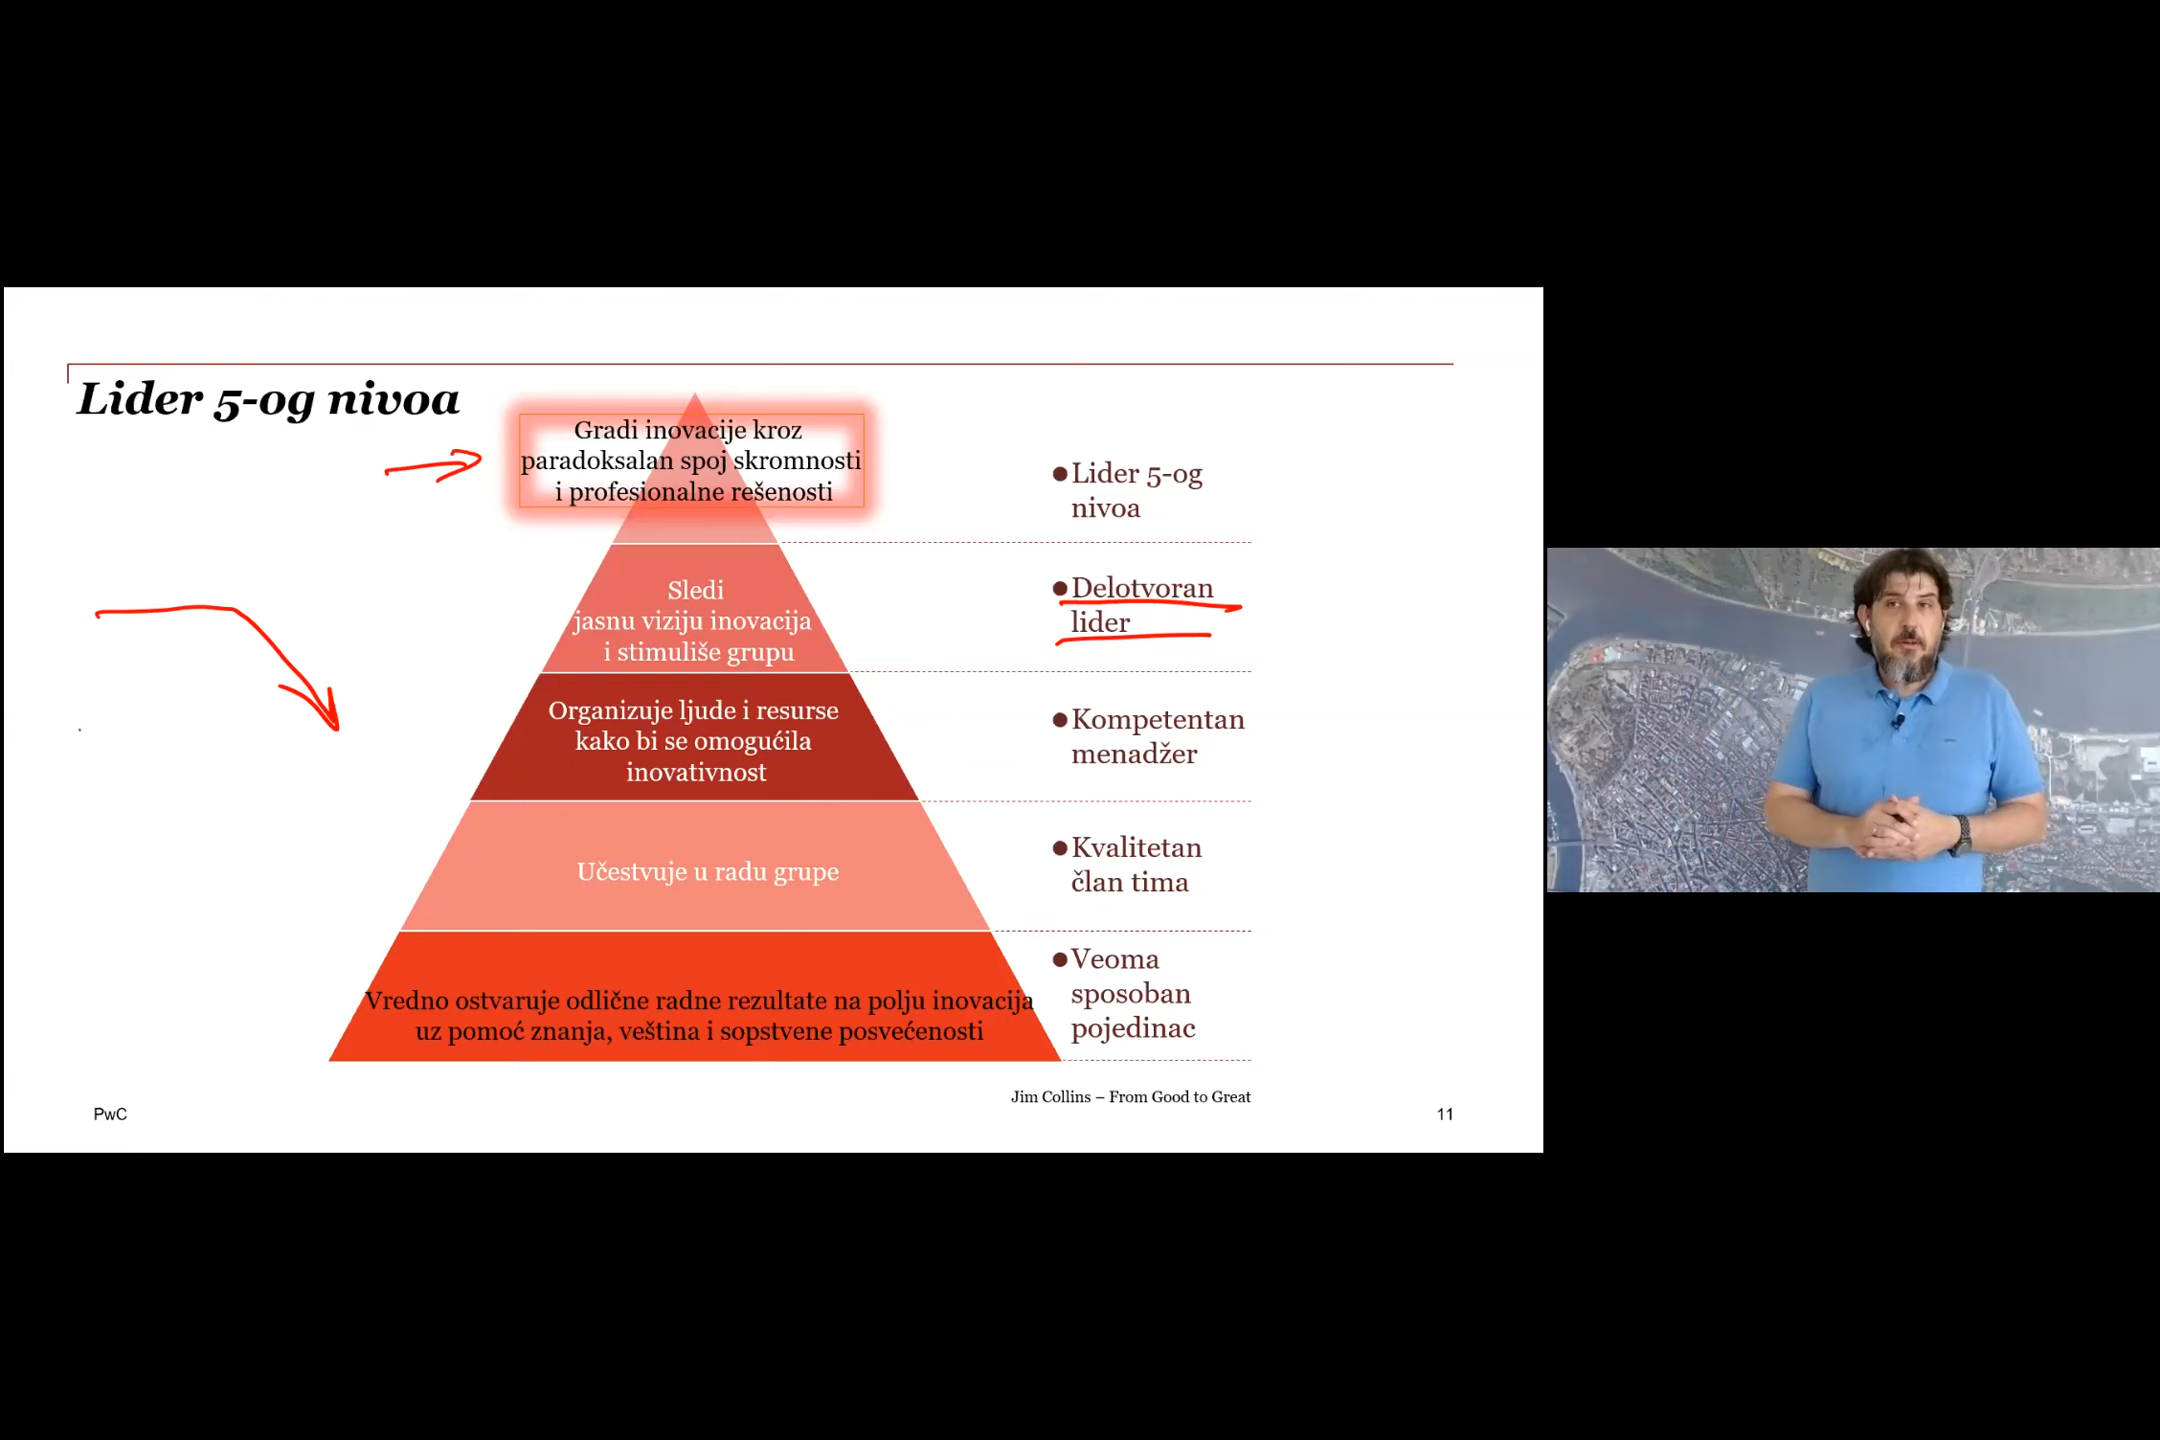 Lider 5-og nivoa
Gradi inovacije kroz
paradoksalan spoj skromnosti
i profesionalne rešenosti
●Lider 5-og
nivoa
Sledi
jasnu viziju inovacija
i stimuliše grupu
●Delotvoran
lider
Organizuje ljude i resurse
kako bi se omogućila
inovativnost
●Kompetentan
menadžer
Učestvuje u radu grupe
●Kvalitetan
član tima
Vredno ostvaruje odlične radne rezultate na polju inovacija
uz pomoć znanja, veština i sopstvene posvećenosti
●Veoma
sposoban
pojedinac
Jim Collins – From Good to Great
PwC
11